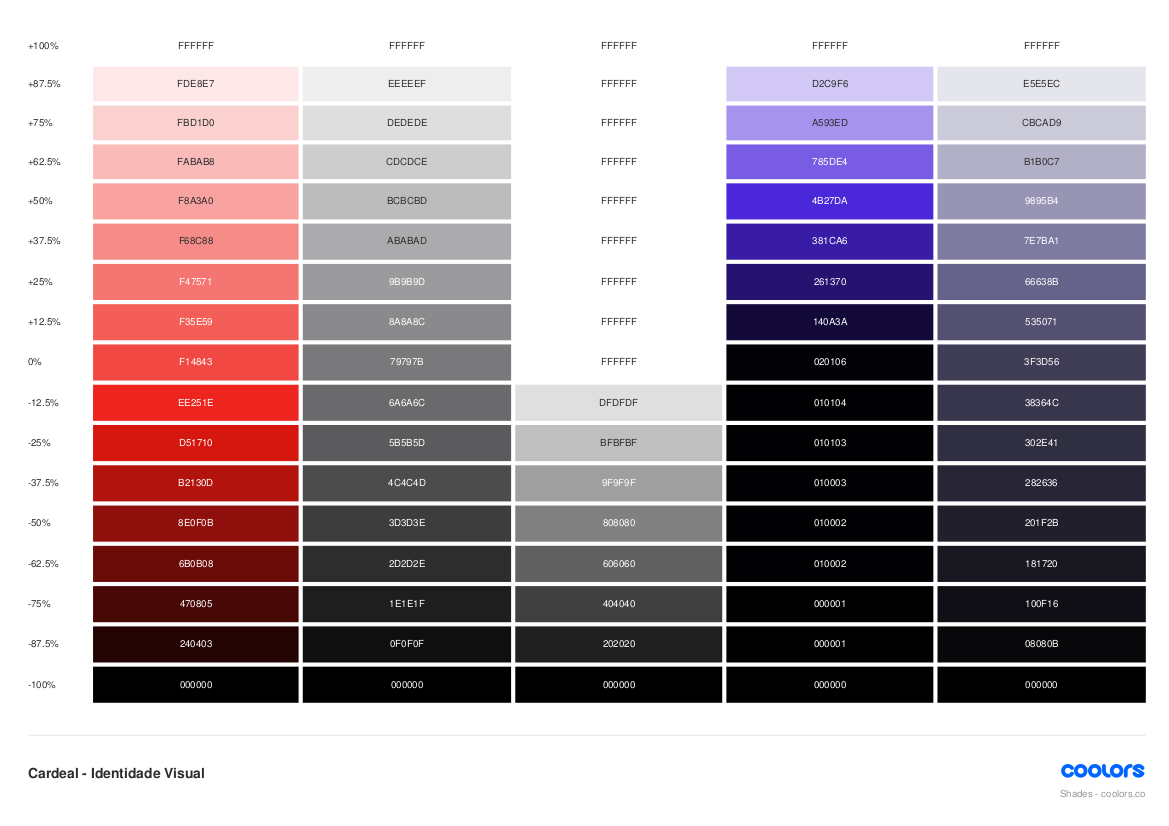 +100% FFFFFF FFFFFF FFFFFF FFFFFF FFFFFF
+87.5% FDE8E7 EEEEEF FFFFFF D2C9F6 E5E5EC
+75% FBD1D0 DEDEDE FFFFFF A593ED CBCAD9
+62.5% FABAB8 CDCDCE FFFFFF 785DE4 B1B0C7
+50% F8A3A0 BCBCBD FFFFFF 4B27DA 9895B4
+37.5% F68C88 ABABAD FFFFFF 381CA6 7E7BA1
+25% F47571 9B9B9D FFFFFF 261370 66638B
+12.5% F35E59 8A8A8C FFFFFF 140A3A 535071
0% F14843 79797B FFFFFF 020106 3F3D56
-12.5% EE251E 6A6A6C DFDFDF 010104 38364C
-25% D51710 5B5B5D BFBFBF 010103 302E41
-37.5% B2130D 4C4C4D 9F9F9F 010003 282636
-50% 8E0F0B 3D3D3E 808080 010002 201F2B
-62.5% 6B0B08 2D2D2E 606060 010002 181720
-75% 470805 1E1E1F 404040 000001 100F16
-87.5% 240403 0F0F0F 202020 000001 08080B
-100% 000000 000000 000000 000000 000000
Cardeal - Identidade Visual
coolors
Shades - coolors.co